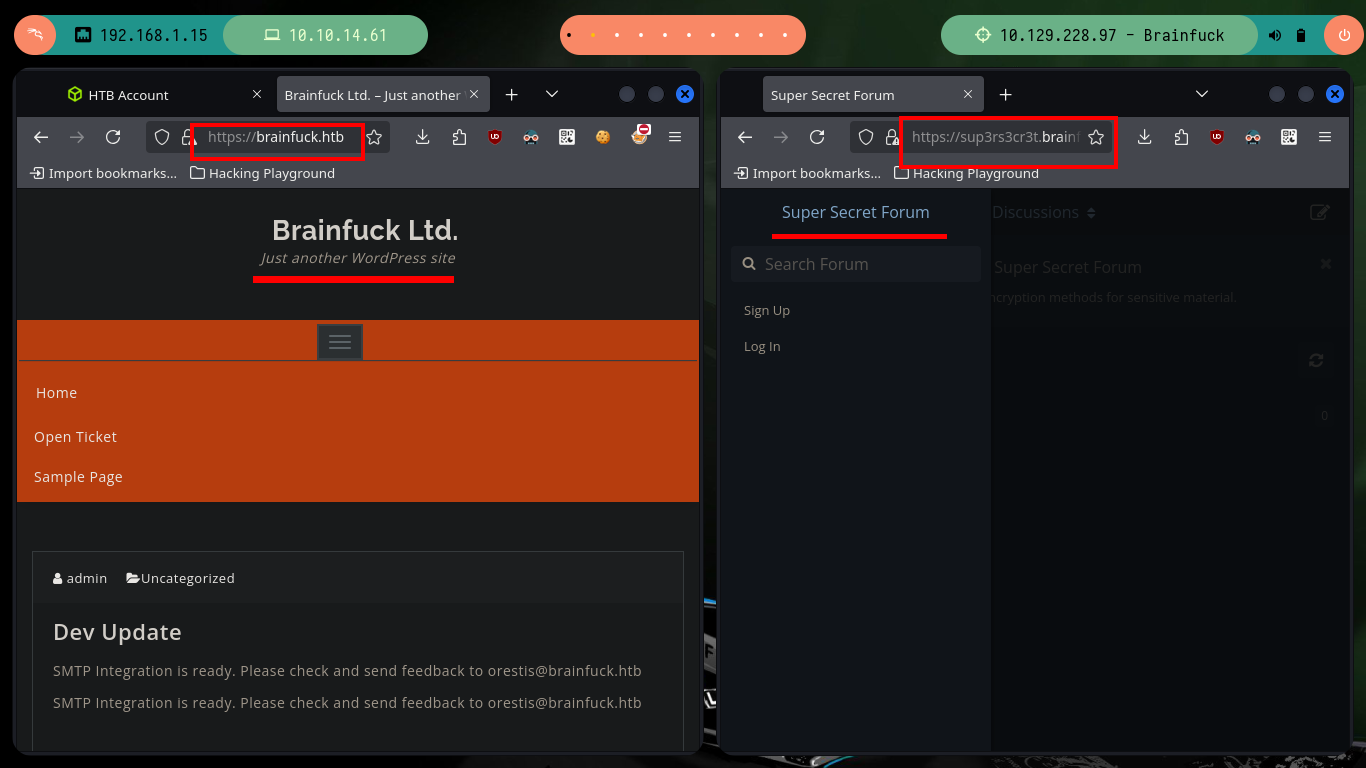 192.168.1.15
10.10.14.61
10.129.228.97 - Brainfuck
HTB Account
Brainfuck Ltd. – Just another
https://brainfuck.htb
Import bookmarks...
Hacking Playground
Brainfuck Ltd.
Just another WordPress site
Home
Open Ticket
Sample Page
admin
Uncategorized
Dev Update
SMTP Integration is ready. Please check and send feedback to orestis@brainfuck.htb
SMTP Integration is ready. Please check and send feedback to orestis@brainfuck.htb
Super Secret Forum
https://sup3rs3cr3t.brainf
Import bookmarks...
Hacking Playground
Super Secret Forum
Discussions
Search Forum
Super Secret Forum
encryption methods for sensitive material.
Sign Up
Log In
0